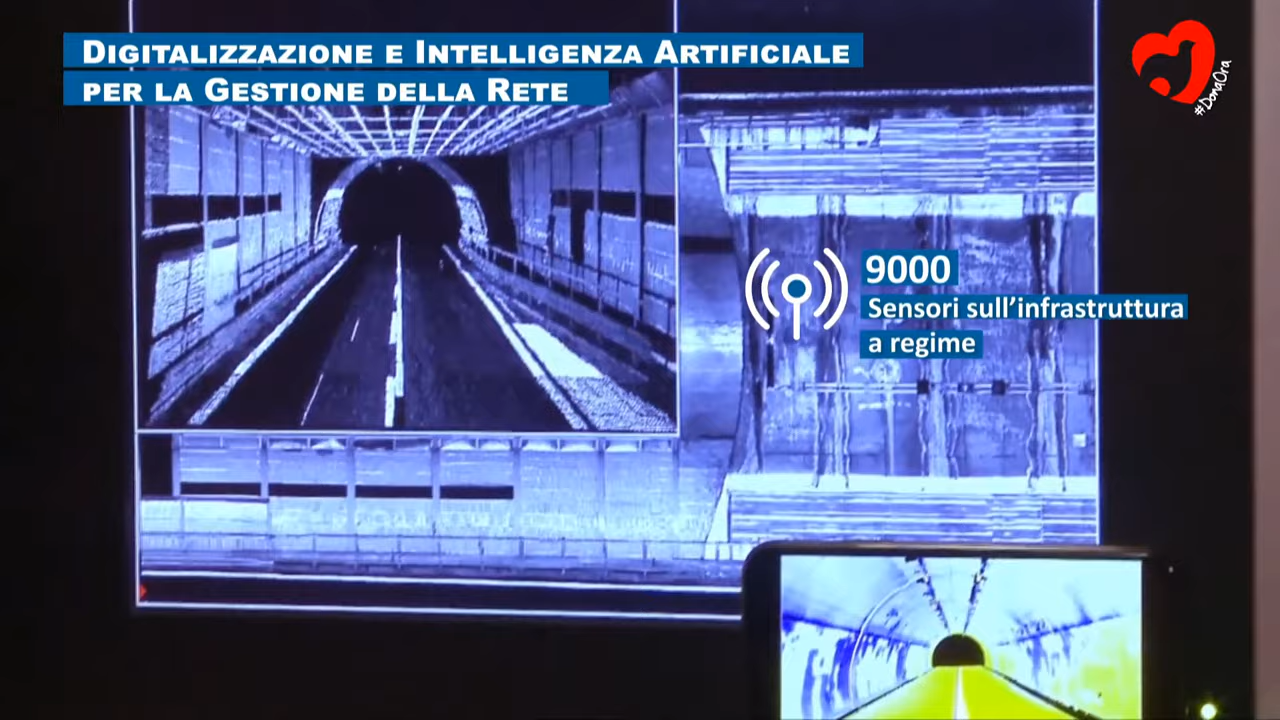 DIGITALIZZAZIONE E INTELLIGENZA ARTIFICIALE
PER LA GESTIONE DELLA RETE
#DonaOra
9000
Sensori sull'infrastruttura
a regime